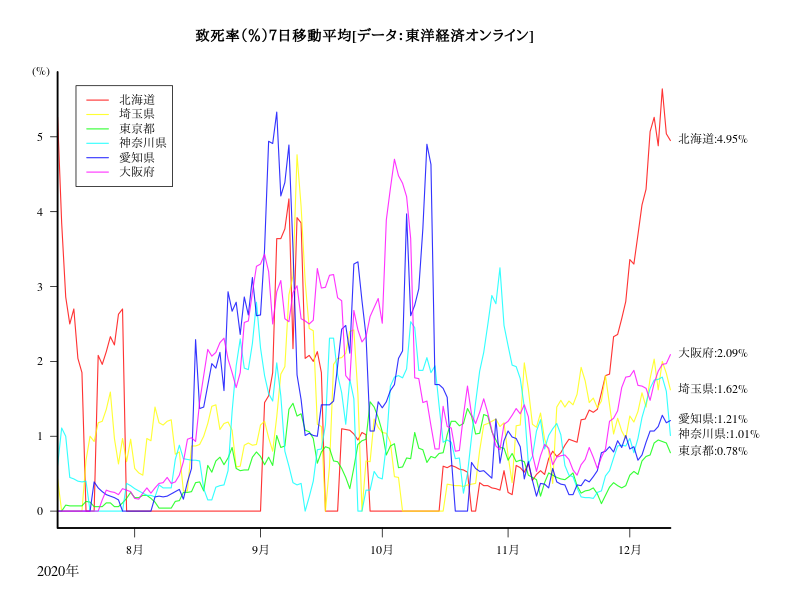 致死率(%)7日移動平均[データ：東洋経済オンライン]
(%)
北海道
埼玉県
東京都
神奈川県
愛知県
大阪府
5
4
3
2
1
0
北海道:4.95%
大阪府:2.09%
埼玉県:1.62%
愛知県:1.21%
神奈川県:1.01%
東京都:0.78%
8月 9月 10月 11月 12月
2020年